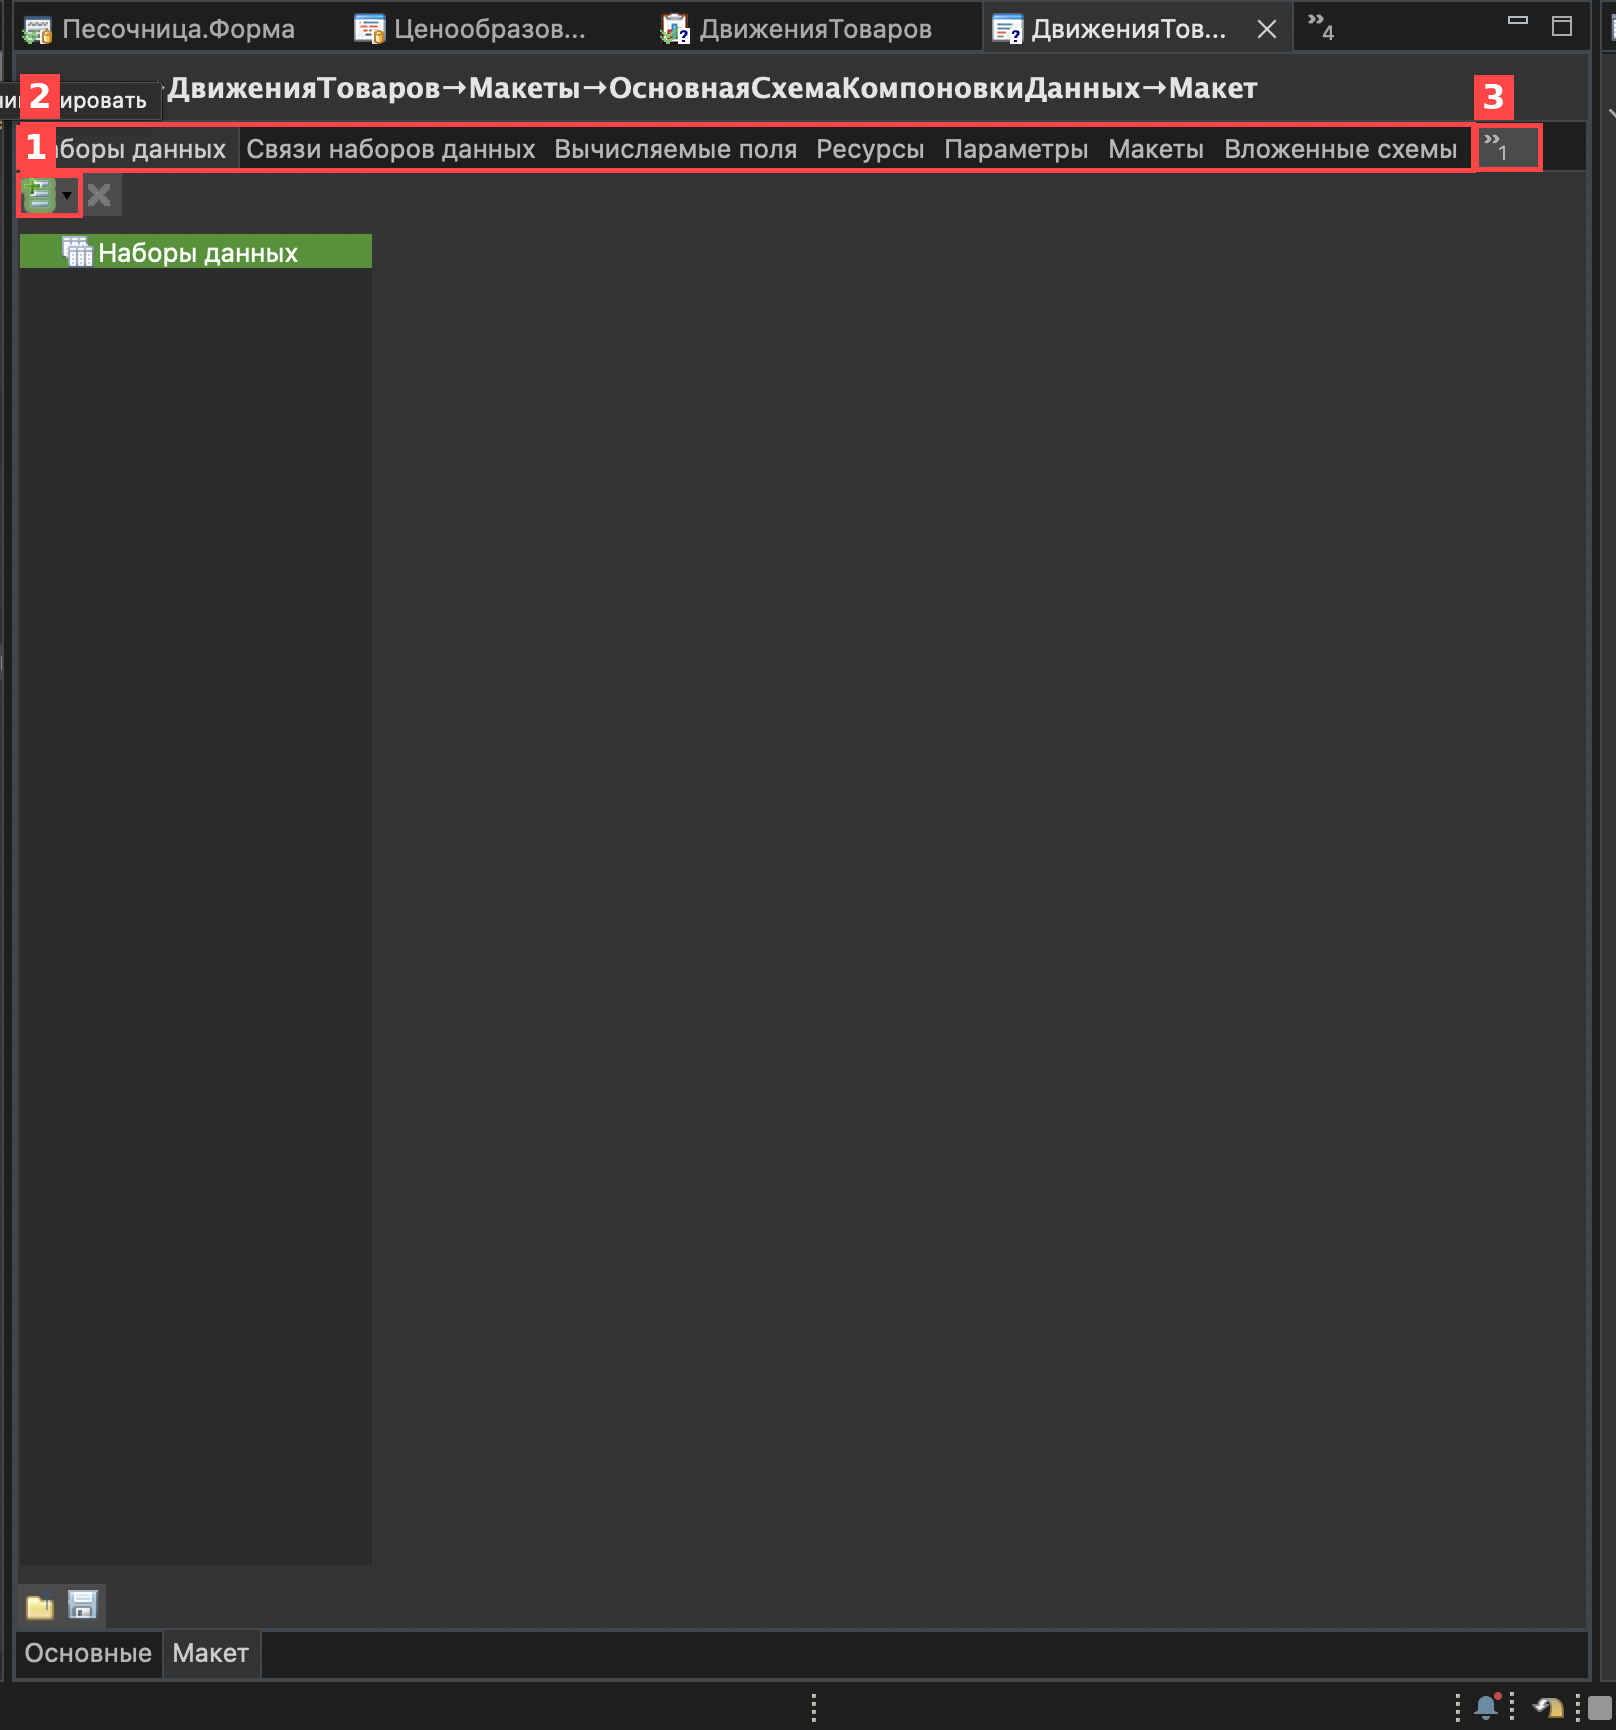 Песочница.Форма Ценообразов... ДвиженияТоваров ДвиженияТов... »4
2 ировать ДвиженияТоваров→Макеты→ОсновнаяСхемаКомпоновкиДанных→Макет 3
1 боры данных Связи наборов данных Вычисляемые поля Ресурсы Параметры Макеты Вложенные схемы »1
Наборы данных
Основные Макет